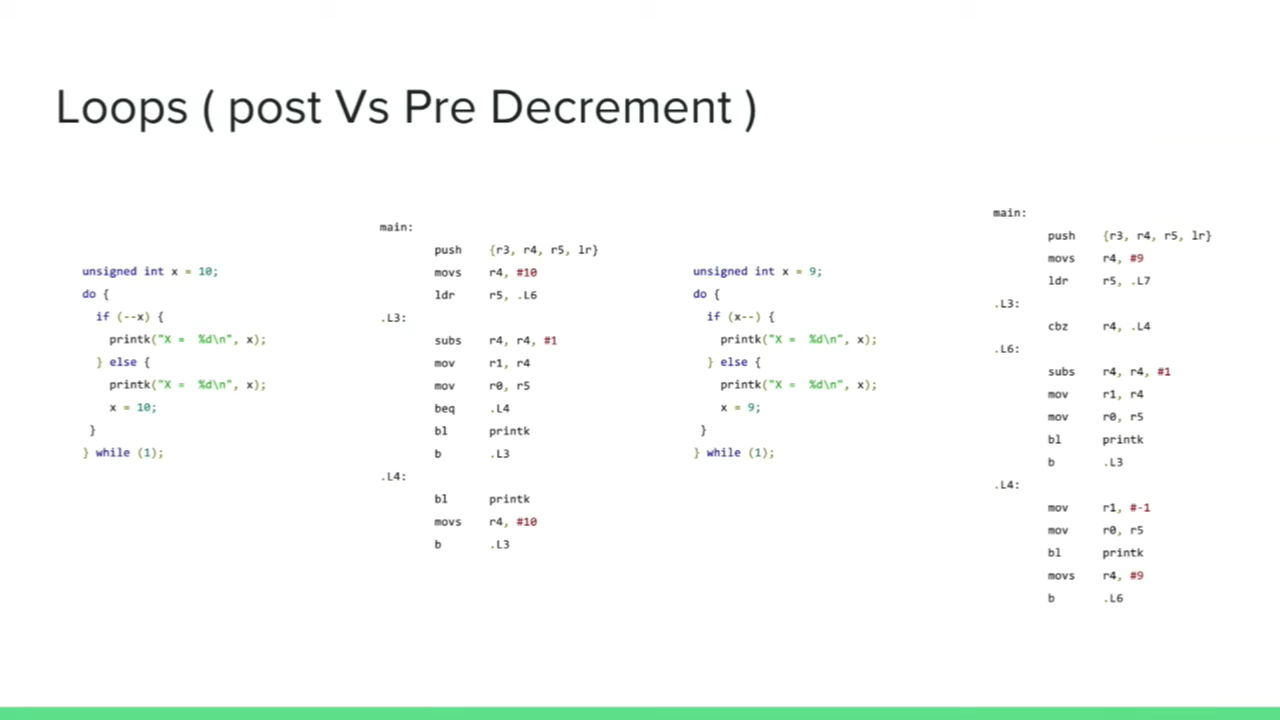 Loops ( post Vs Pre Decrement )
unsigned int x = 10;
do {
if (--x) {
printk("X =  %d\n", x);
} else {
printk("X =  %d\n", x);
x = 10;
}
} while (1);
main:
push {r3, r4, r5, lr}
movs r4, #10
ldr r5, .L6
.L3:
subs r4, r4, #1
mov r1, r4
mov r0, r5
beq .L4
bl printk
b .L3
.L4:
bl printk
movs r4, #10
b .L3
unsigned int x = 9;
do {
if (x--) {
printk("X =  %d\n", x);
} else {
printk("X =  %d\n", x);
x = 9;
}
} while (1);
main:
push {r3, r4, r5, lr}
movs r4, #9
ldr r5, .L7
.L3:
cbz r4, .L4
.L6:
subs r4, r4, #1
mov r1, r4
mov r0, r5
bl printk
b .L3
.L4:
mov r1, #-1
mov r0, r5
bl printk
movs r4, #9
b .L6